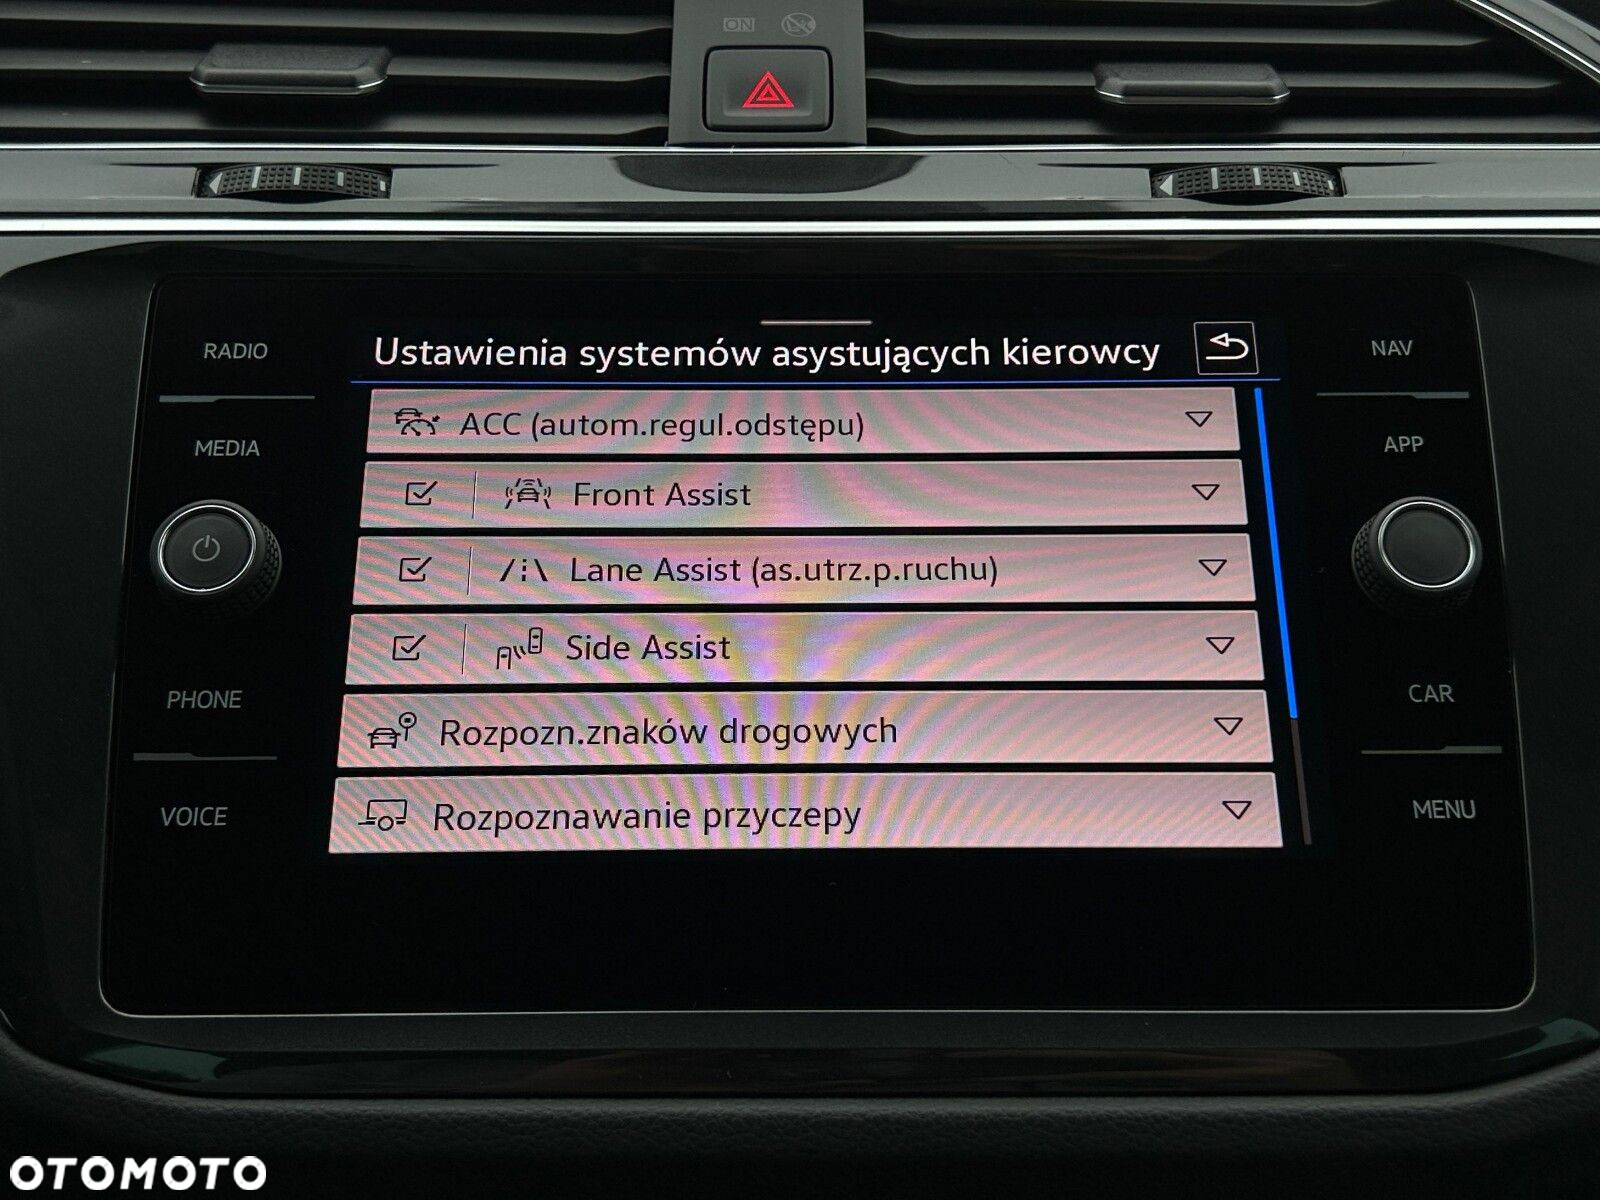 ON
RADIO
MEDIA
PHONE
VOICE
Ustawienia systemów asystujących kierowcy
ACC (autom.regul.odstępu)
Front Assist
Lane Assist (as.utrz.p.ruchu)
Side Assist
Rozpozn.znaków drogowych
Rozpoznawanie przyczepy
NAV
APP
CAR
MENU
OTOMOTO